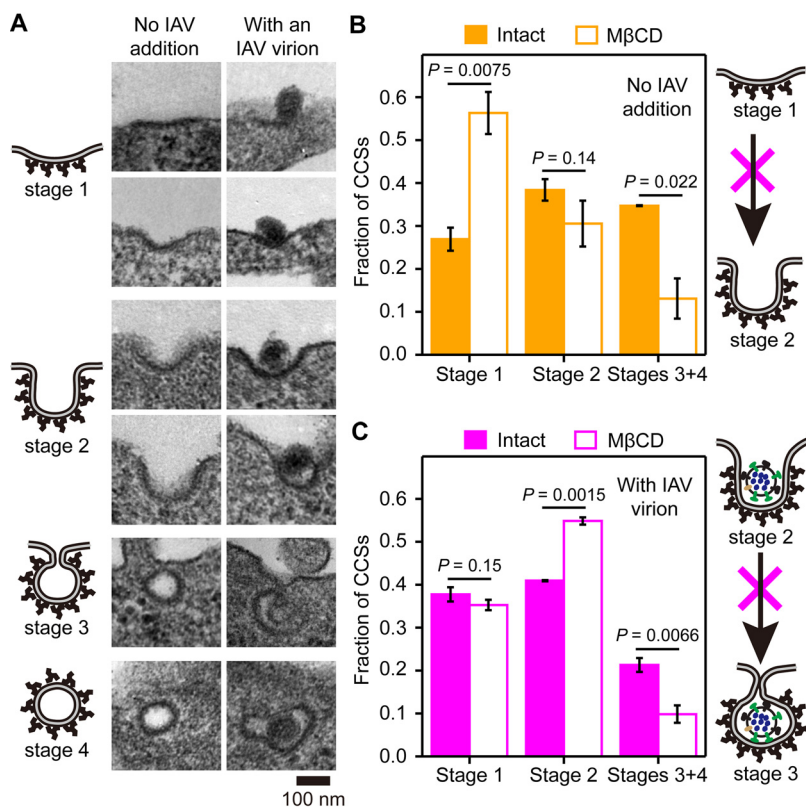 A
No IAV
addition
With an
IAV virion
stage 1
stage 2
stage 3
stage 4
100 nm
B
Intact
MβCD
No IAV
addition
Fraction of CCSs
0.6
0.5
0.4
0.3
0.2
0.1
0.0
P = 0.0075
P = 0.14
P = 0.022
Stage 1
Stage 2
Stages 3+4
stage 1
stage 2
C
Intact
MβCD
With IAV
virion
Fraction of CCSs
0.6
0.5
0.4
0.3
0.2
0.1
0.0
P = 0.15
P = 0.0015
P = 0.0066
Stage 1
Stage 2
Stages 3+4
stage 2
stage 3